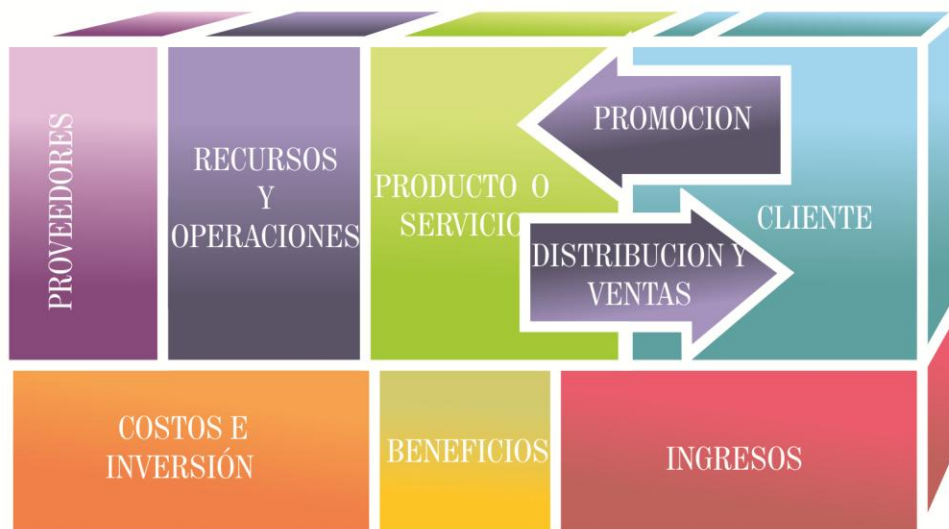 PROVEEDORES
RECURSOS
Y
OPERACIONES
PRODUCTO O
SERVICIO
PROMOCION
DISTRIBUCION Y
VENTAS
CLIENTE
COSTOS E
INVERSIÓN
BENEFICIOS
INGRESOS